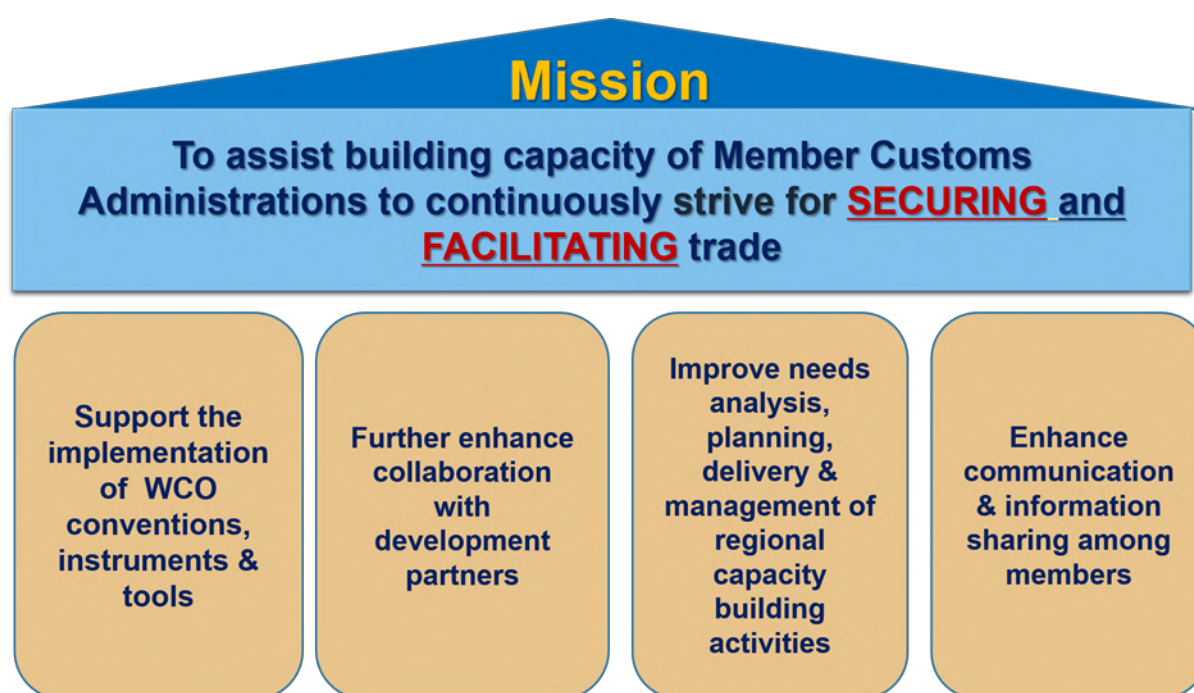 Mission
To assist building capacity of Member Customs
Administrations to continuously strive for SECURING and
FACILITATING trade
Support the
implementation
of WCO
conventions,
instruments &
tools
Further enhance
collaboration
with
development
partners
Improve needs
analysis,
planning,
delivery &
management of
regional
capacity
building
activities
Enhance
communication
& information
sharing among
members